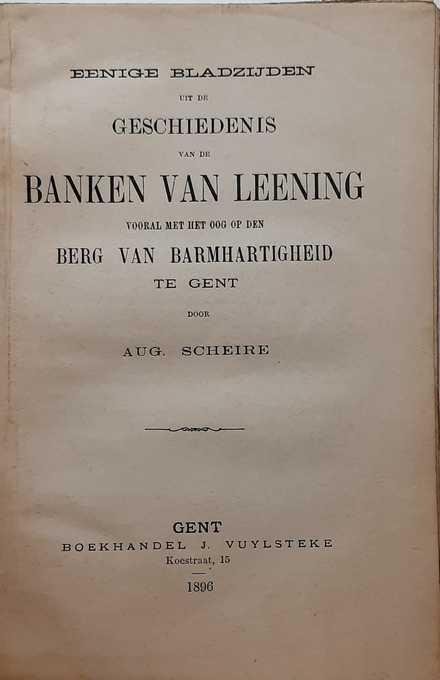 EENIGE BLADZIJDEN
UIT DE
GESCHIEDENIS
VAN DE
BANKEN VAN LEENING
VOORAL MET HET OOG OP DEN
BERG VAN BARMHARTIGHEID
TE GENT
DOOR
AUG. SCHEIRE
GENT
BOEKHANDEL J. VUYLSTEKE
Koestraat, 15
1896